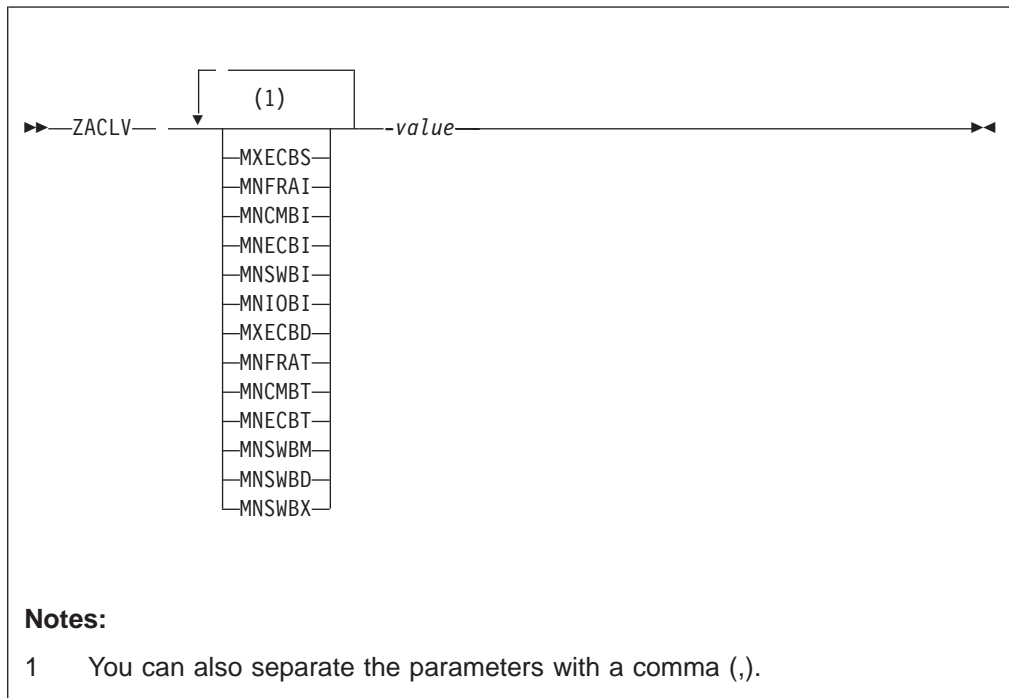 (1)
ZACLV -value
MXECBS
MNFRAI
MNCMBI
MNECBI
MNSWBI
MNIOBI
MXECBD
MNFRAT
MNCMBT
MNECBT
MNSWBM
MNSWBD
MNSWBX
Notes:
1 You can also separate the parameters with a comma (,).